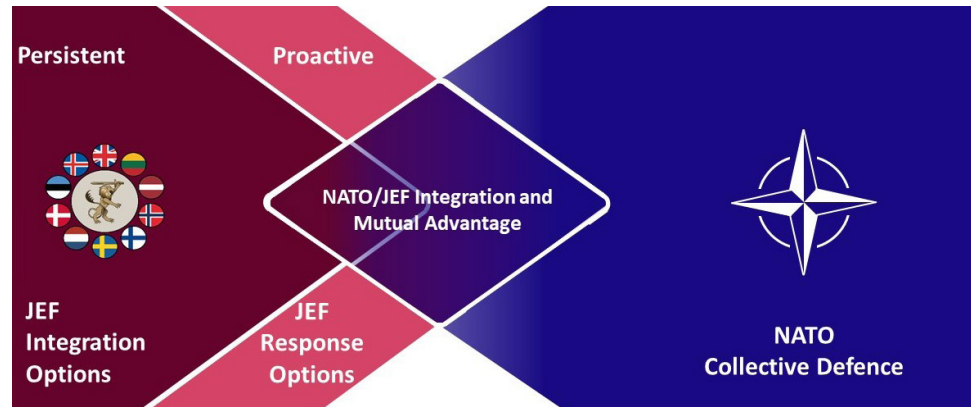 Persistent
Proactive
NATO/JEF Integration and
Mutual Advantage
JEF
Integration
Options
JEF
Response
Options
NATO
Collective Defence